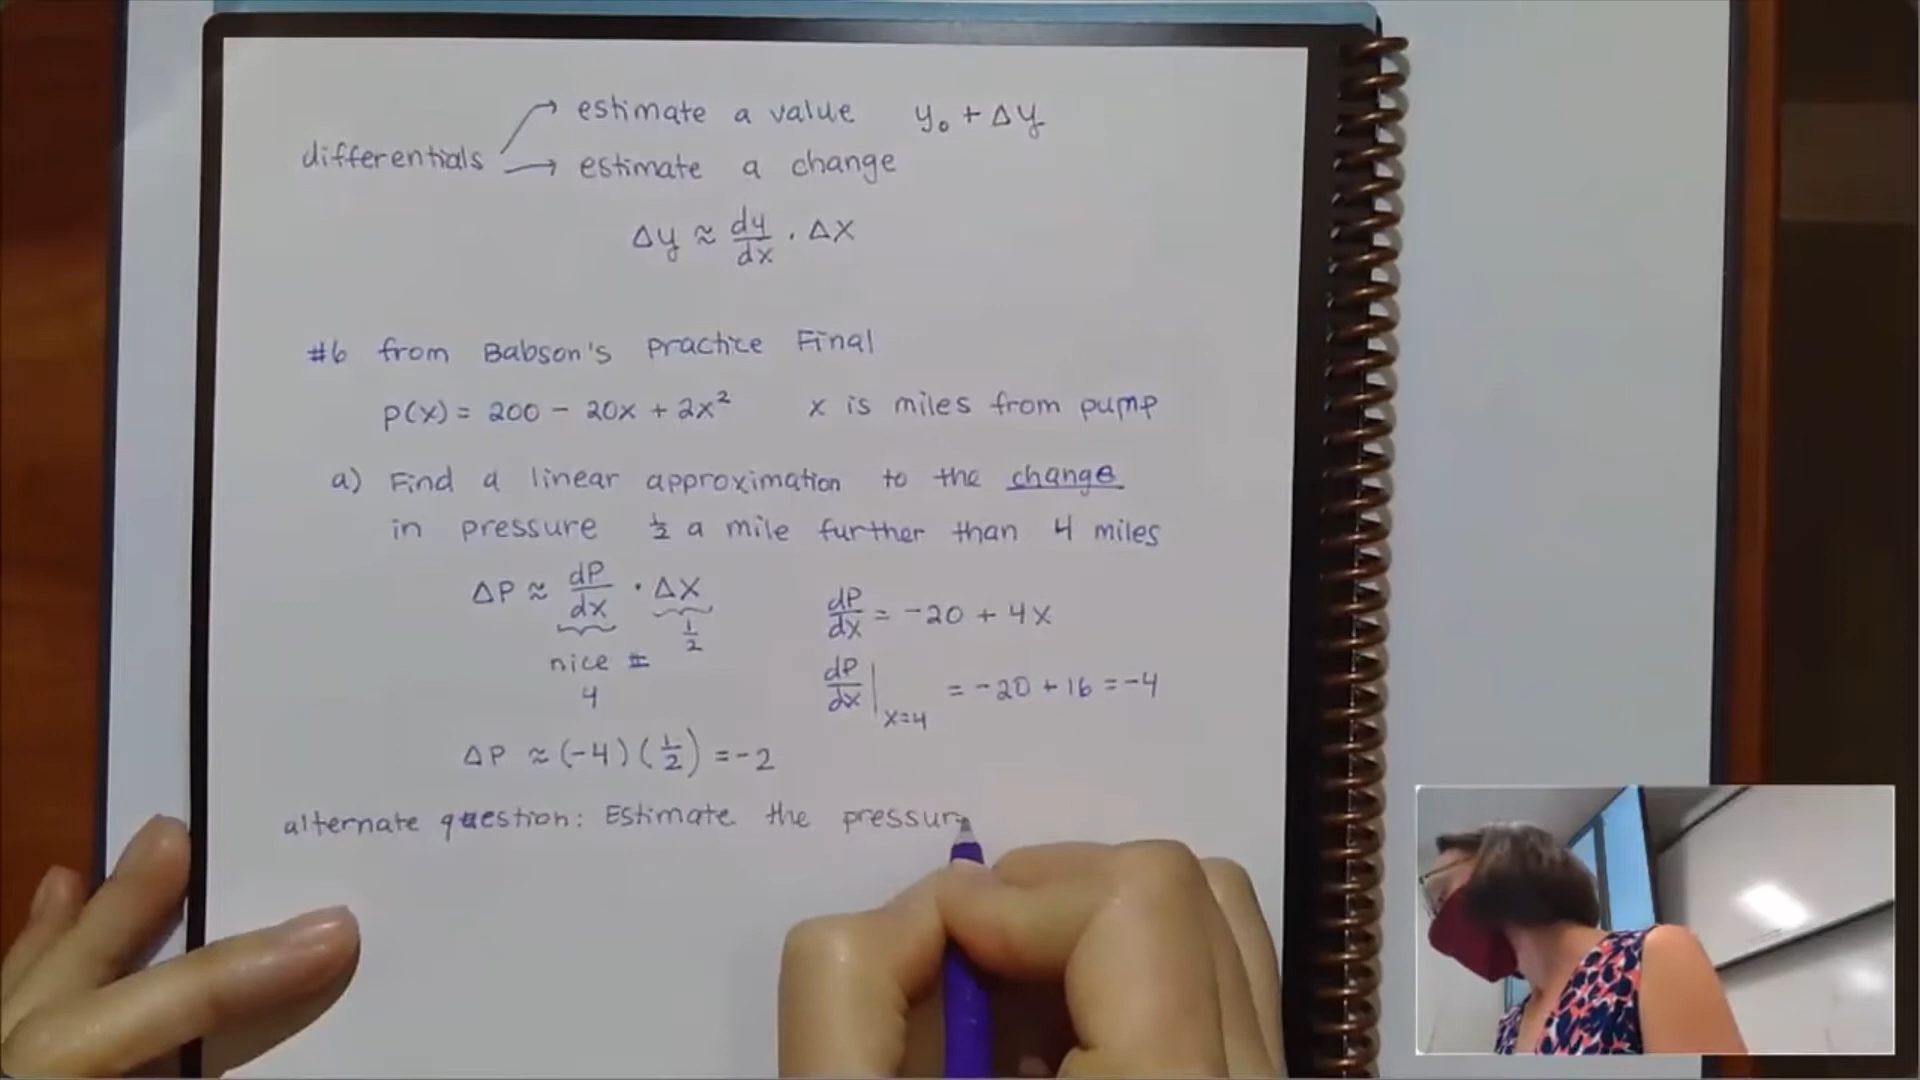 estimate a value y₀ + Δy
differentials
estimate a change
Δy ≈ dy/dx · Δx
#6 from Babson's Practice Final
P(x) = 200 - 20x + 2x² x is miles from pump
a) Find a linear approximation to the change
in pressure ½ a mile further than 4 miles
ΔP ≈ dP/dx · Δx
1/2
nice #
4
dP/dx = -20 + 4x
dP/dx |x=4 = -20 + 16 = -4
ΔP ≈ (-4)(1/2) = -2
alternate question: Estimate the pressur